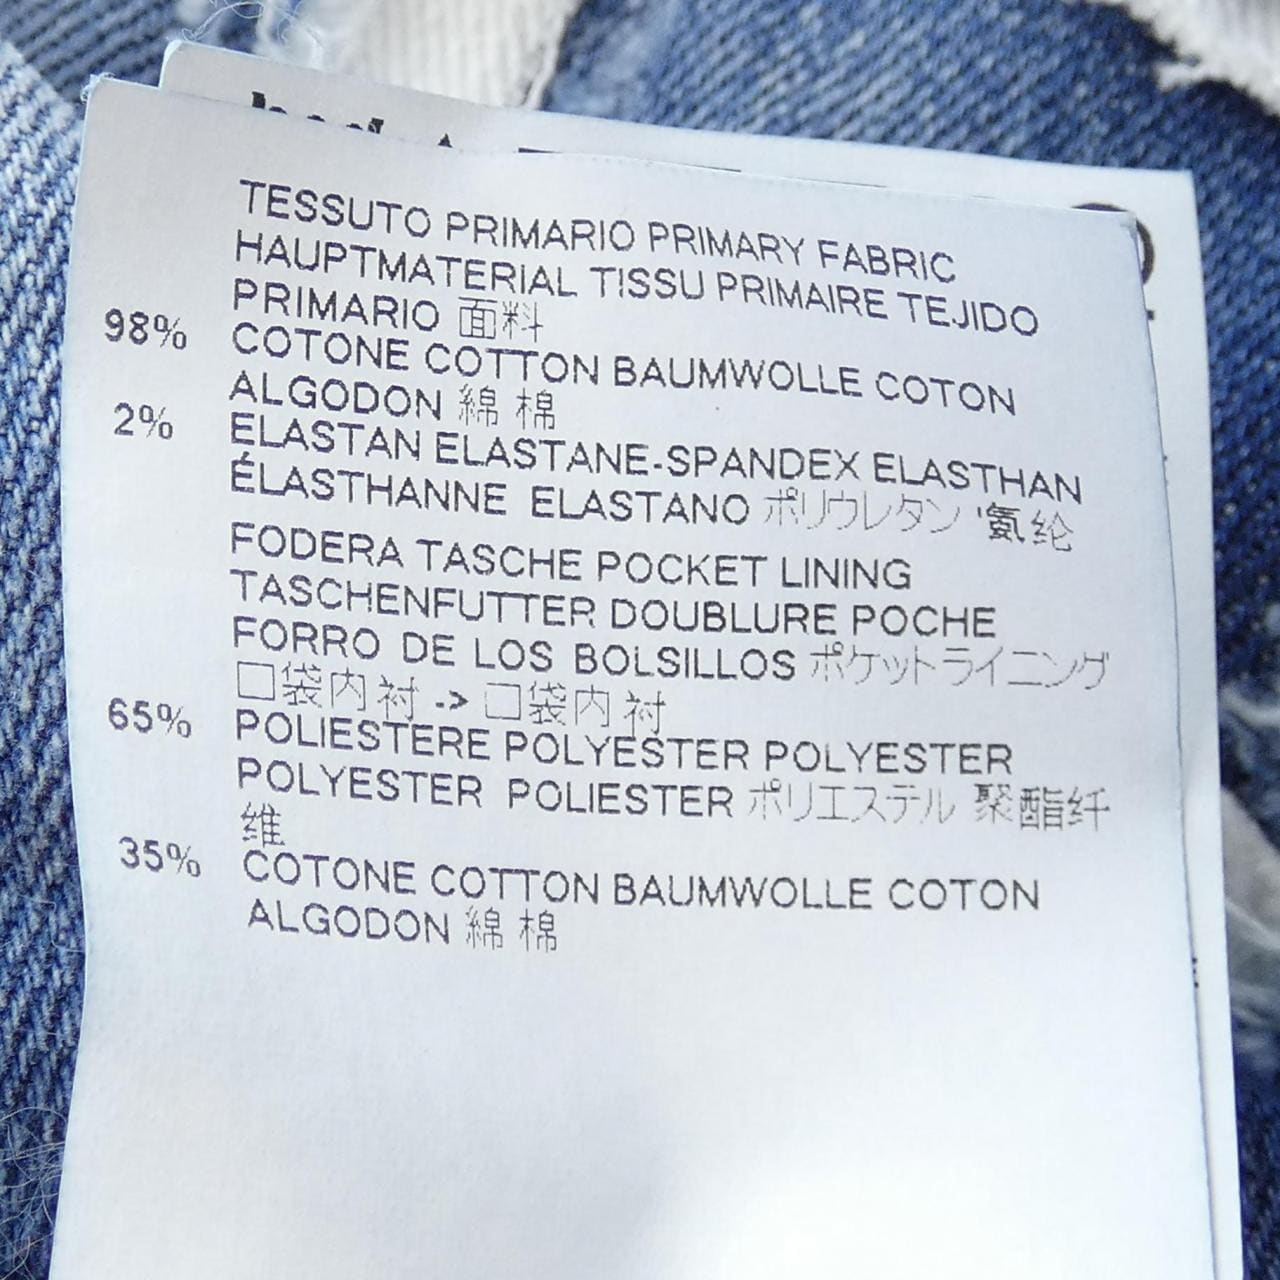 TESSUTO PRIMARIO PRIMARY FABRIC
HAUPTMATERIAL TISSU PRIMAIRE TEJIDO
PRIMARIO 面料
98% COTONE COTTON BAUMWOLLE COTON
ALGODON 綿 棉
2% ELASTAN ELASTANE-SPANDEX ELASTHAN
ÉLASTHANNE ELASTANO ポリウレタン '氨纶
FODERA TASCHE POCKET LINING
TASCHENFUTTER DOUBLURE POCHE
FORRO DE LOS BOLSILLOS ポケットライニング
口袋内衬 -> 口袋内衬
65% POLIESTERE POLYESTER POLYESTER
POLYESTER POLIESTER ポリエステル 聚酯纤
维
35% COTONE COTTON BAUMWOLLE COTON
ALGODON 綿 棉